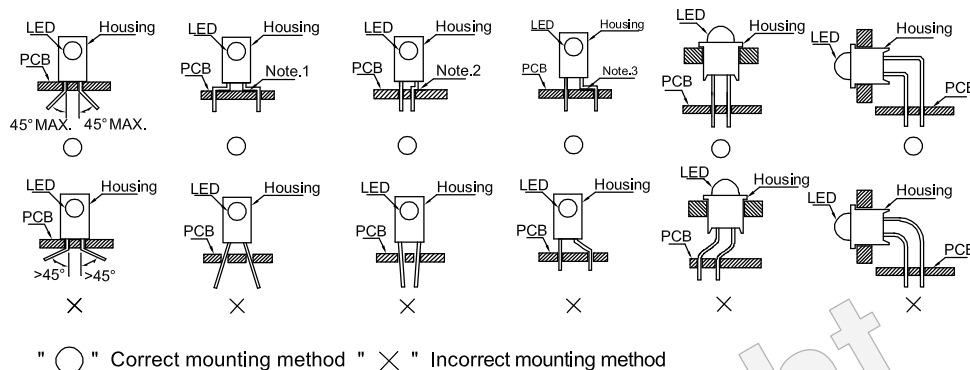 LED Housing LED Housing LED Housing LED Housing LED Housing LED Housing
PCB PCB Note.1 PCB Note.2 PCB Note.3 PCB PCB
45° MAX. 45° MAX.
LED Housing LED Housing LED Housing LED Housing LED Housing LED Housing
PCB PCB PCB PCB PCB PCB
>45° >45°
" ◯ " Correct mounting method " ✕ " Incorrect mounting method